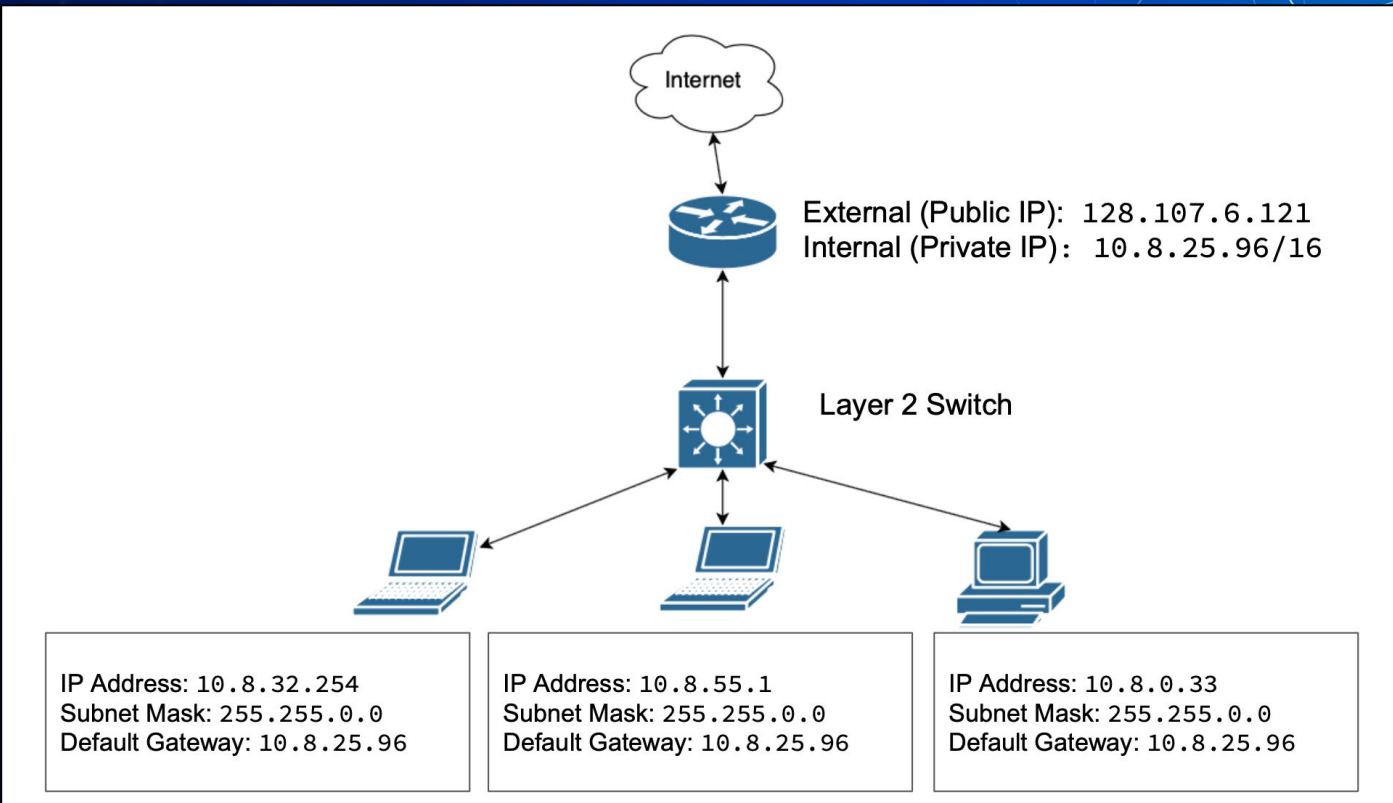 Internet
External (Public IP): 128.107.6.121
Internal (Private IP): 10.8.25.96/16
Layer 2 Switch
IP Address: 10.8.32.254
Subnet Mask: 255.255.0.0
Default Gateway: 10.8.25.96
IP Address: 10.8.55.1
Subnet Mask: 255.255.0.0
Default Gateway: 10.8.25.96
IP Address: 10.8.0.33
Subnet Mask: 255.255.0.0
Default Gateway: 10.8.25.96